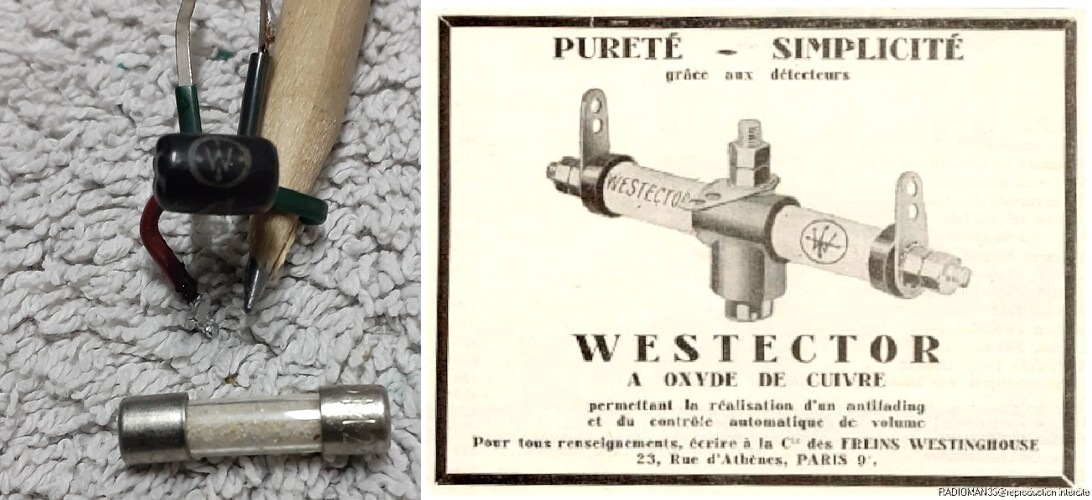 W
PURETÉ - SIMPLICITÉ
grâce aux détecteurs
WESTECTOR
W
WESTECTOR
A OXYDE DE CUIVRE
permettant la réalisation d'un antifading
et du contrôle automatique de volume
Pour tous renseignements, écrire à la Cie des FREINS WESTINGHOUSE
23, Rue d'Athènes, PARIS 9e.
RADIOMAN33@reproduction interdite